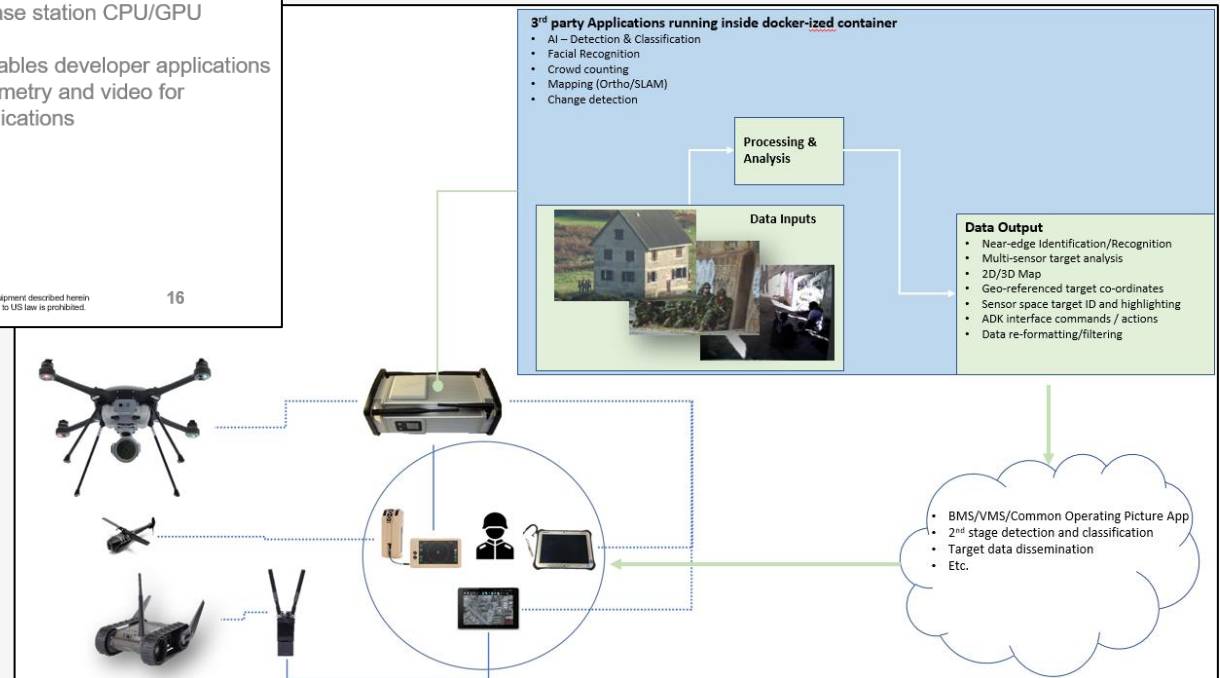 ase station CPU/GPU
ables developer applications
metry and video for
ications
uipment described herein
to US law is prohibited.
16
3rd party Applications running inside docker-ized container
• AI – Detection & Classification
• Facial Recognition
• Crowd counting
• Mapping (Ortho/SLAM)
• Change detection
Processing &
Analysis
Data Inputs
Data Output
• Near-edge Identification/Recognition
• Multi-sensor target analysis
• 2D/3D Map
• Geo-referenced target co-ordinates
• Sensor space target ID and highlighting
• ADK interface commands / actions
• Data re-formatting/filtering
• BMS/VMS/Common Operating Picture App
• 2nd stage detection and classification
• Target data dissemination
• Etc.